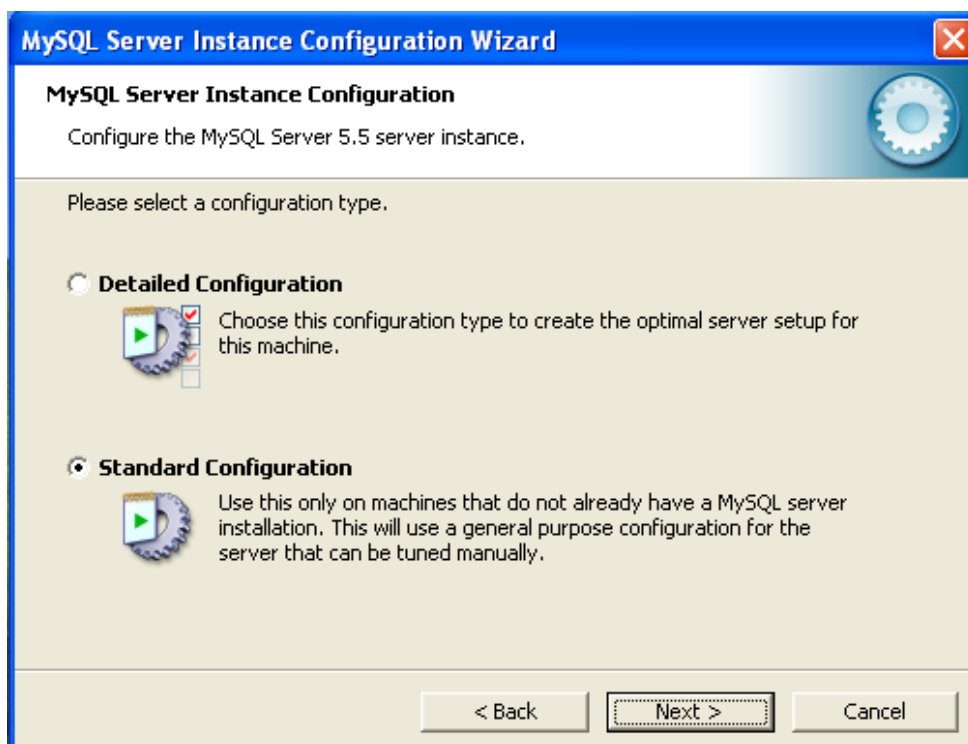 MySQL Server Instance Configuration Wizard
MySQL Server Instance Configuration
Configure the MySQL Server 5.5 server instance.
Please select a configuration type.
Detailed Configuration
Choose this configuration type to create the optimal server setup for
this machine.
Standard Configuration
Use this only on machines that do not already have a MySQL server
installation. This will use a general purpose configuration for the
server that can be tuned manually.
< Back
Next >
Cancel